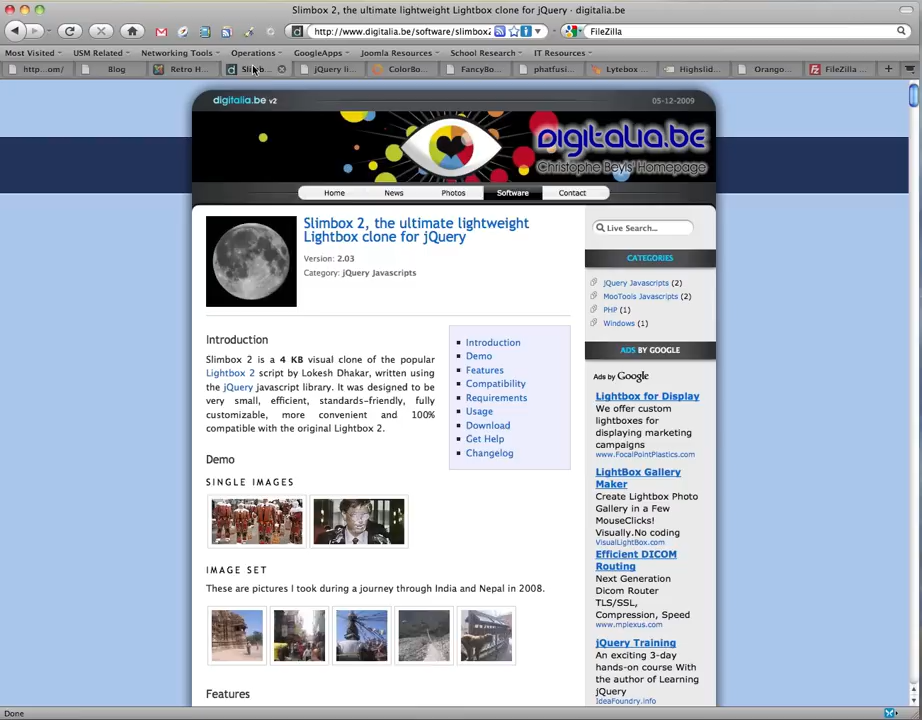 Slimbox 2, the ultimate lightweight Lightbox clone for jQuery · digitalia.be
http://www.digitalia.be/software/slimbox2
FileZilla
Most Visited
USM Related
Networking Tools
Operations
GoogleApps
Joomla Resources
School Research
IT Resources
http...om/
Blog
Retro H...
Slimb...
jQuery li...
ColorBo...
FancyBo...
phatfusi...
Lytebox ...
Highslid...
Orango...
FileZilla ...
digitalia.be v2
05-12-2009
DIGITALIA.BE
Christophe Beyls' Homepage
Home
News
Photos
Software
Contact
Slimbox 2, the ultimate lightweight
Lightbox clone for jQuery
Version: 2.03
Category: jQuery Javascripts
Introduction
Slimbox 2 is a 4 KB visual clone of the popular
Lightbox 2 script by Lokesh Dhakar, written using
the jQuery javascript library. It was designed to be
very small, efficient, standards-friendly, fully
customizable, more convenient and 100%
compatible with the original Lightbox 2.
Introduction
Demo
Features
Compatibility
Requirements
Usage
Download
Get Help
Changelog
Demo
SINGLE IMAGES
IMAGE SET
These are pictures I took during a journey through India and Nepal in 2008.
Features
Live Search...
CATEGORIES
jQuery Javascripts (2)
MooTools Javascripts (2)
PHP (1)
Windows (1)
ADS BY GOOGLE
Ads by Google
Lightbox for Display
We offer custom
lightboxes for
displaying marketing
campaigns
www.FocalPointPlastics.com
LightBox Gallery
Maker
Create Lightbox Photo
Gallery in a Few
MouseClicks!
Visually.No coding
VisualLightBox.com
Efficient DICOM
Routing
Next Generation
Dicom Router
TLS/SSL,
Compression, Speed
www.mplexus.com
jQuery Training
An exciting 3-day
hands-on course With
the author of Learning
jQuery
IdeaFoundry.info
Done